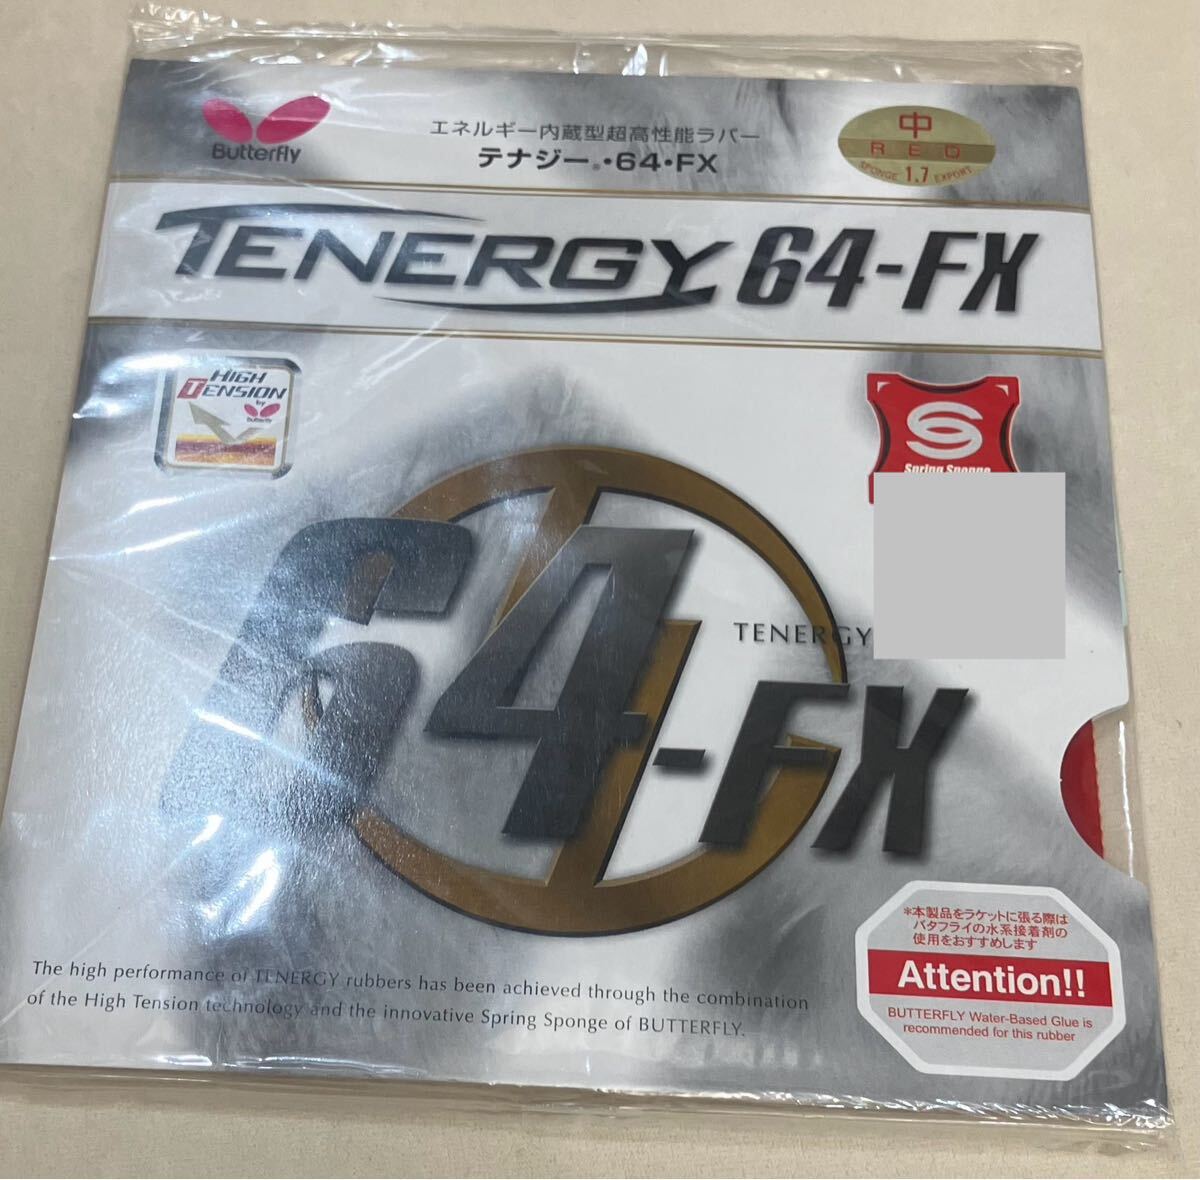 Butterfly
エネルギー内蔵型超高性能ラバー
テナジー®・64・FX
中
RED
SPONGE 1.7 EXPORT
TENERGY 64-FX
HIGH
TENSION
by
Butterfly
Spring Sponge
64-FX
TENERGY
*本製品をラケットに張る際は
バタフライの水系接着剤の
使用をおすすめします
Attention!!
BUTTERFLY Water-Based Glue is
recommended for this rubber
The high performance of TENERGY rubbers has been achieved through the combination
of the High Tension technology and the innovative Spring Sponge of BUTTERFLY.